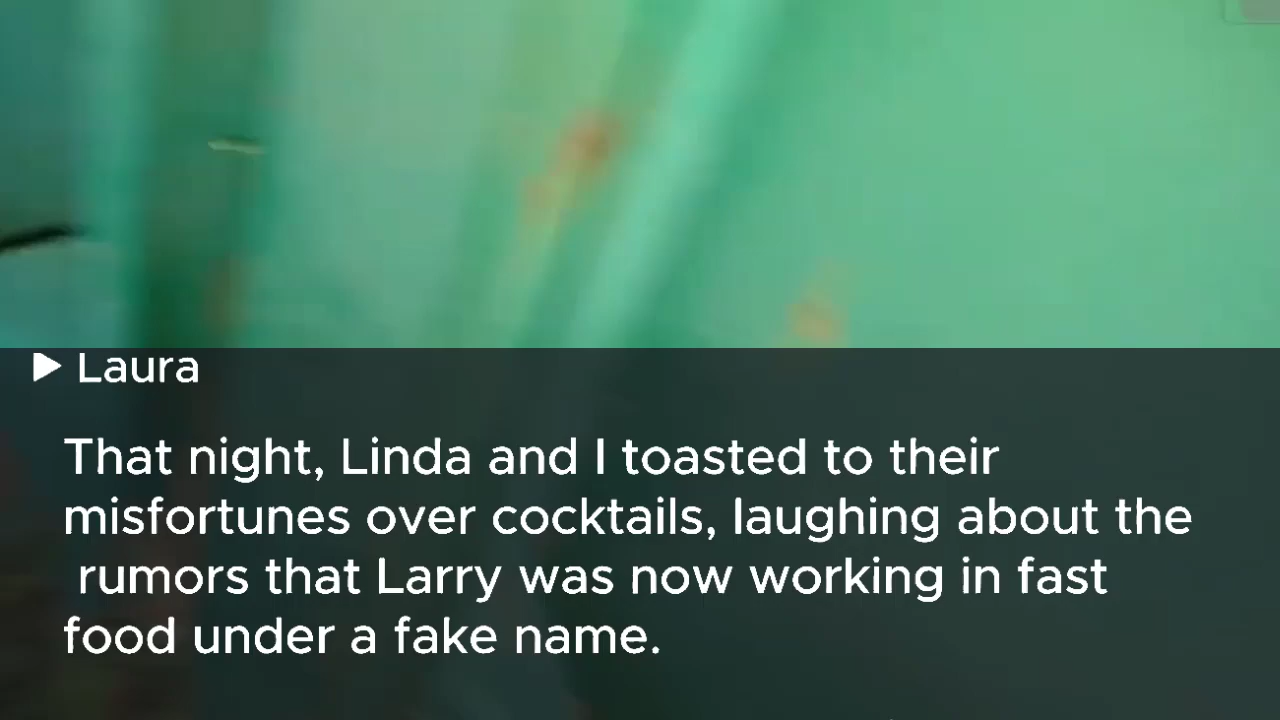 Laura
That night, Linda and I toasted to their
misfortunes over cocktails, laughing about the
rumors that Larry was now working in fast
food under a fake name.